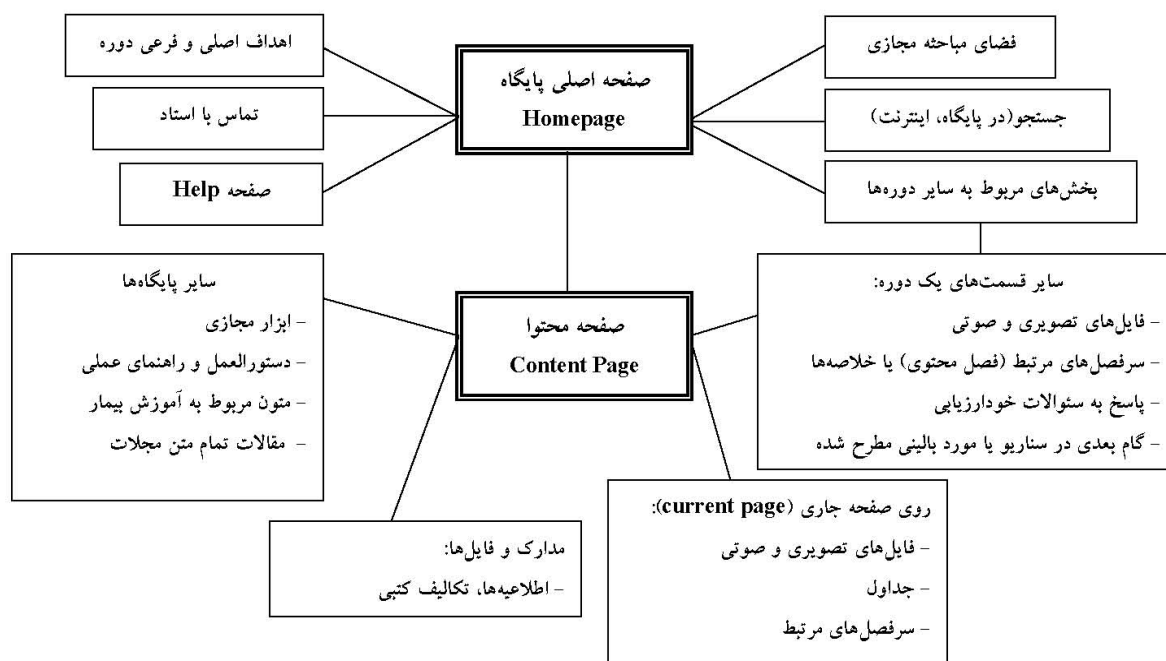 فضای مباحثه مجازی
جستجو(در پایگاه، اینترنت)
بخش‌های مربوط به سایر دوره‌ها
صفحه اصلی پایگاه
Homepage
اهداف اصلی و فرعی دوره
تماس با استاد
صفحه Help
سایر قسمت‌های یک دوره:
– فایل‌های تصویری و صوتی
– سرفصل‌های مرتبط (فصل محتوی) یا خلاصه‌ها
– پاسخ به سئوالات خودارزیابی
– گام بعدی در سناریو یا مورد بالینی مطرح شده
صفحه محتوا
Content Page
سایر پایگاه‌ها
– ابزار مجازی
– دستورالعمل و راهنمای عملی
– متون مربوط به آموزش بیمار
– مقالات تمام متن مجلات
روی صفحه جاری (current page):
– فایل‌های تصویری و صوتی
– جداول
– سرفصل‌های مرتبط
مدارک و فایل‌ها:
– اطلاعیه‌ها، تکالیف کتبی